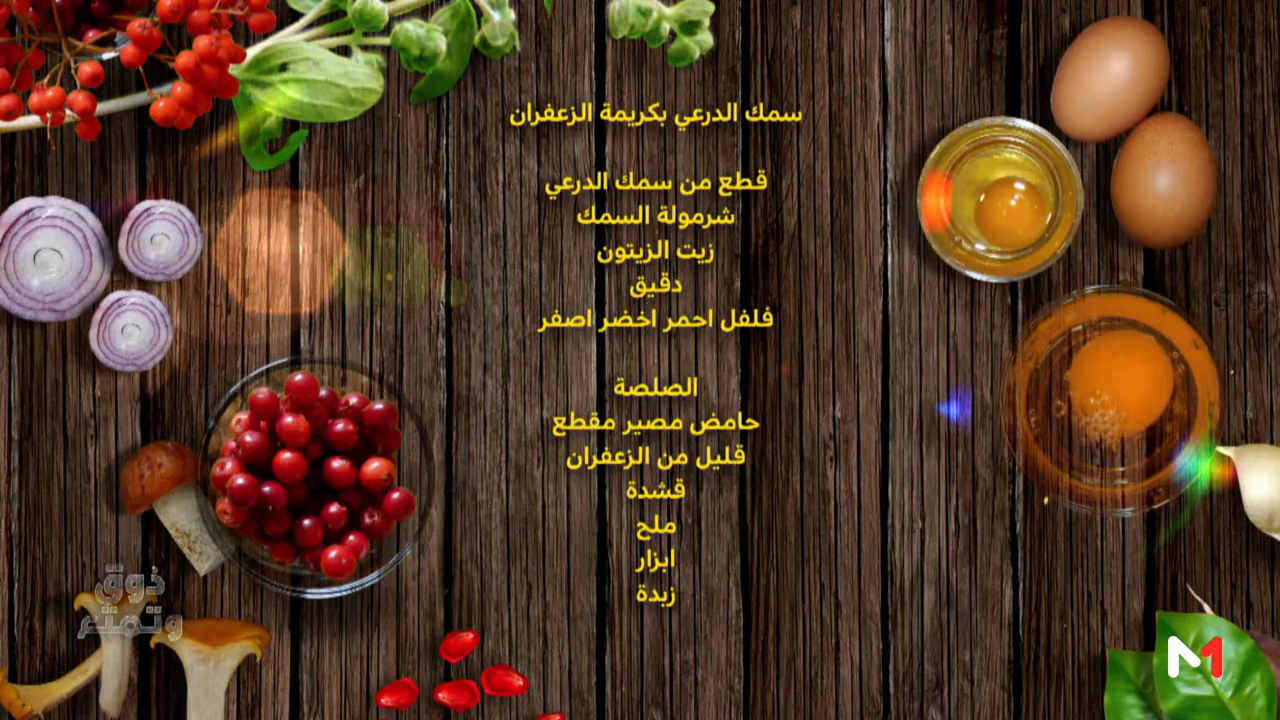 سمك الدرعي بكريمة الزعفران
قطع من سمك الدرعي
شرمولة السمك
زيت الزيتون
دقيق
فلفل احمر اخضر اصفر
الصلصة
حامض مصير مقطع
قليل من الزعفران
قشدة
ملح
ابزار
زبدة
ذوق
وتمتع
M1